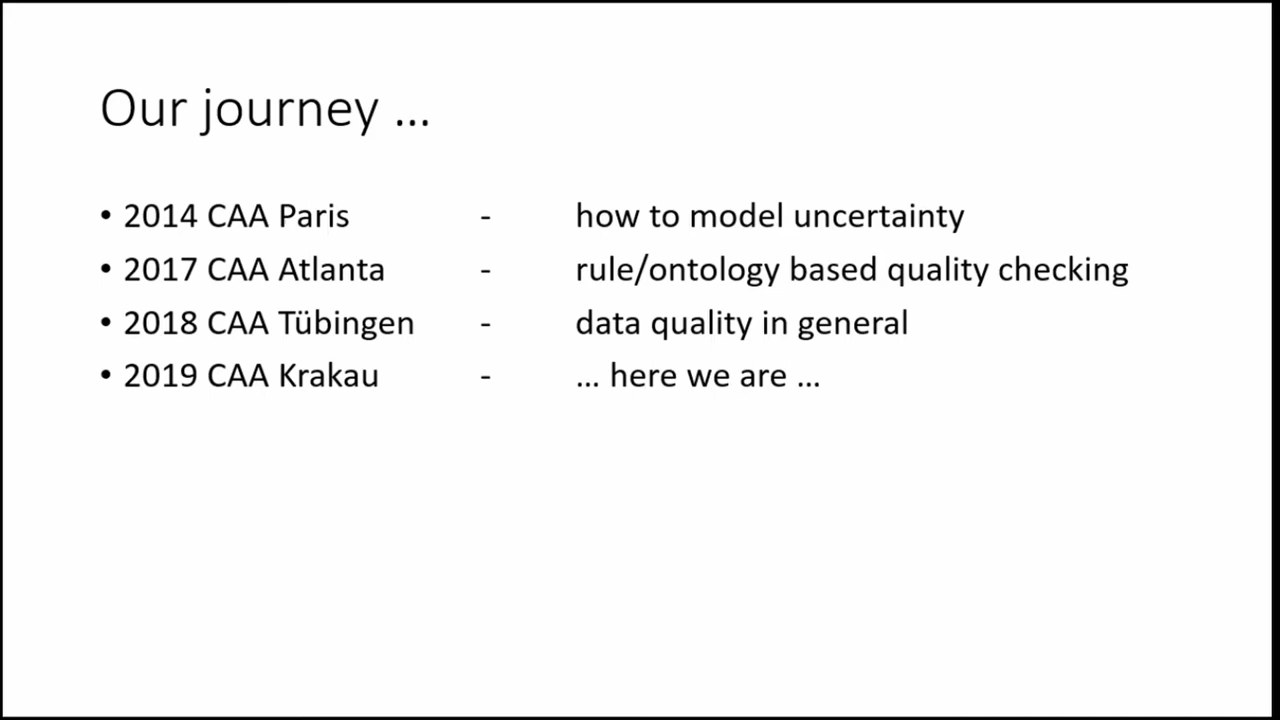 Our journey ...
• 2014 CAA Paris - how to model uncertainty
• 2017 CAA Atlanta - rule/ontology based quality checking
• 2018 CAA Tübingen - data quality in general
• 2019 CAA Krakau - ... here we are ...